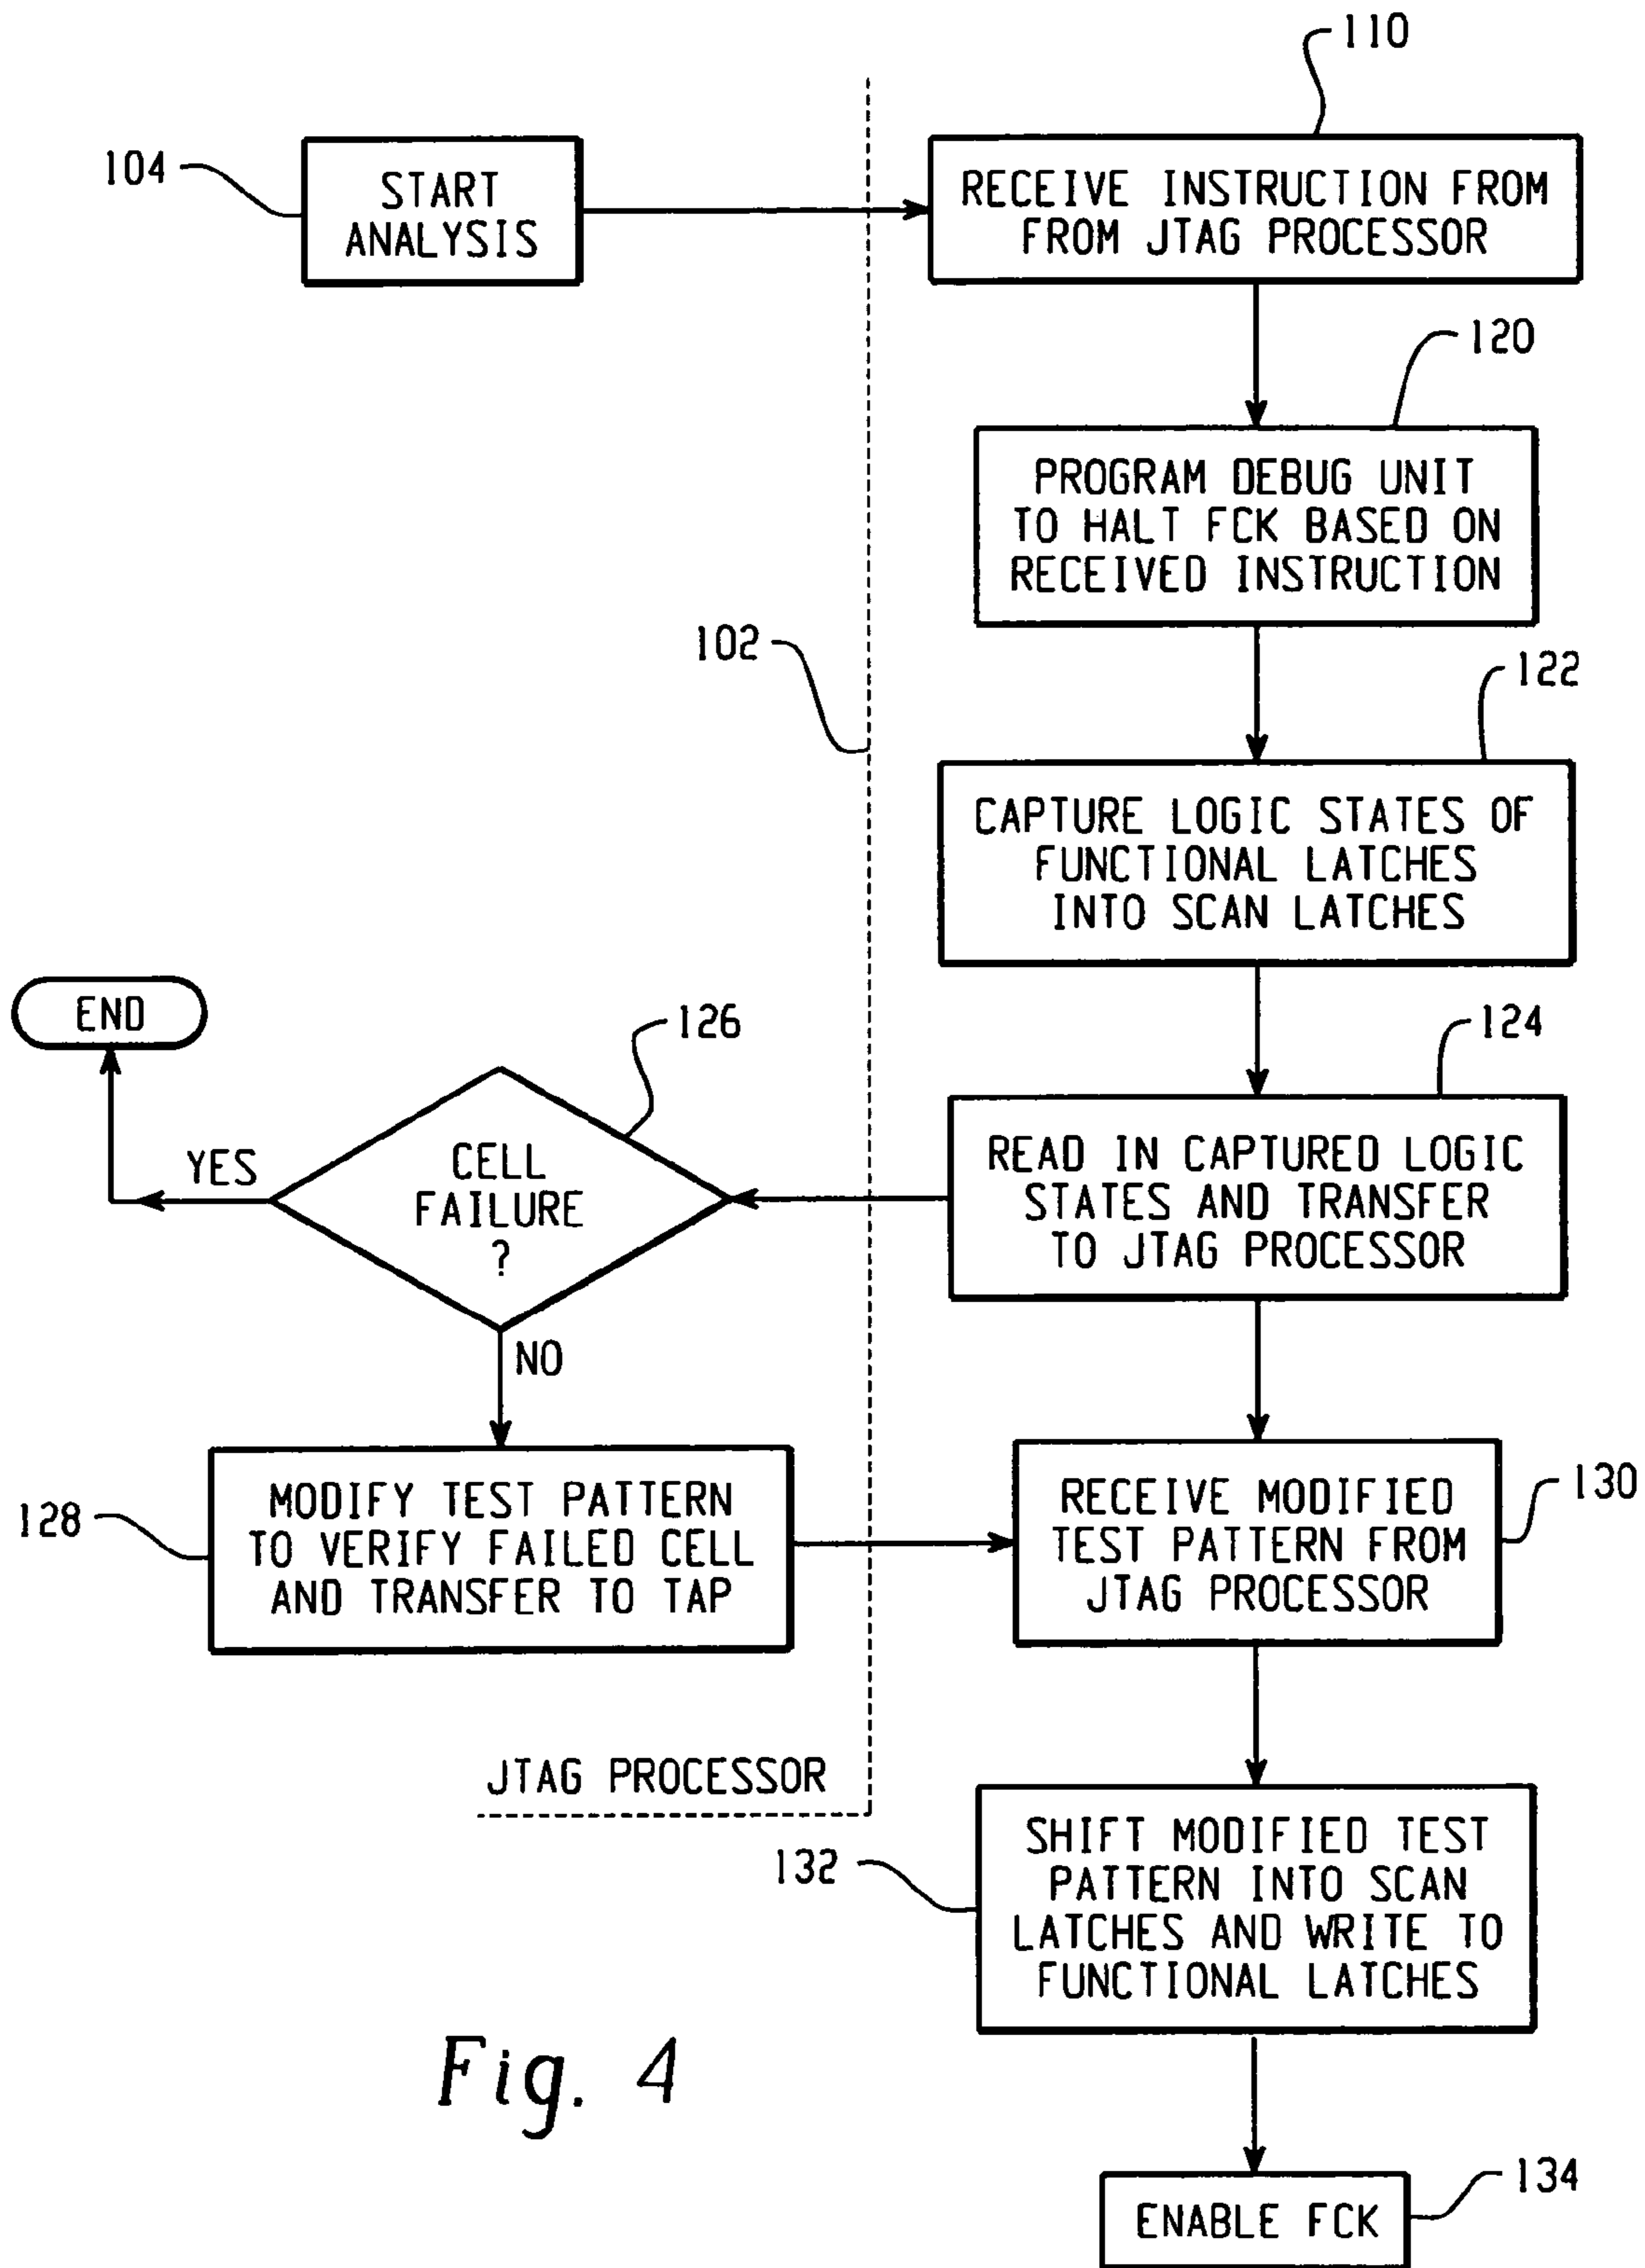 110
104
START
ANALYSIS
RECEIVE INSTRUCTION FROM
FROM JTAG PROCESSOR
120
PROGRAM DEBUG UNIT
TO HALT FCK BASED ON
RECEIVED INSTRUCTION
102
122
CAPTURE LOGIC STATES OF
FUNCTIONAL LATCHES
INTO SCAN LATCHES
END
126
124
YES
CELL
FAILURE
?
READ IN CAPTURED LOGIC
STATES AND TRANSFER
TO JTAG PROCESSOR
NO
128
MODIFY TEST PATTERN
TO VERIFY FAILED CELL
AND TRANSFER TO TAP
RECEIVE MODIFIED
TEST PATTERN FROM
JTAG PROCESSOR
130
JTAG PROCESSOR
132
SHIFT MODIFIED TEST
PATTERN INTO SCAN
LATCHES AND WRITE TO
FUNCTIONAL LATCHES
Fig. 4
134
ENABLE FCK